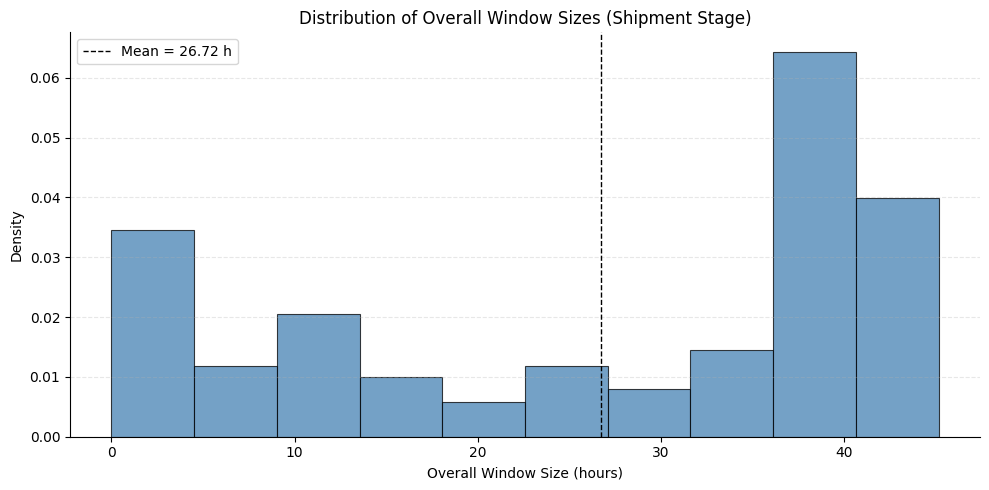 Distribution of Overall Window Sizes (Shipment Stage)
Mean = 26.72 h
0.06
0.05
0.04
0.03
0.02
0.01
0.00
Density
0 10 20 30 40
Overall Window Size (hours)